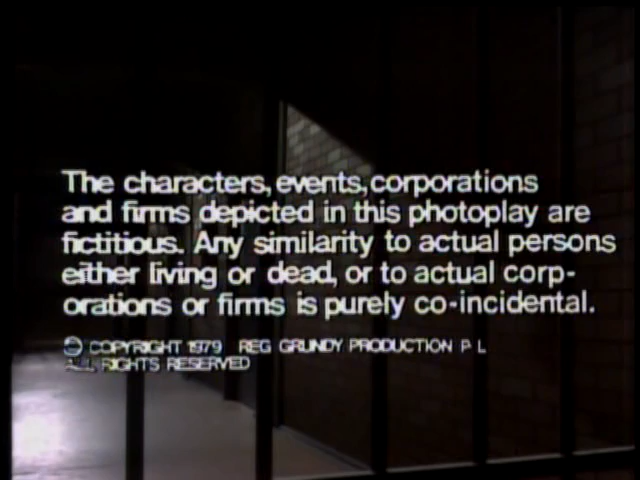 The characters, events, corporations
and firms depicted in this photoplay are
fictitious. Any similarity to actual persons
either living or dead, or to actual corp-
orations or firms is purely co-incidental.
© COPYRIGHT 1979 REG GRUNDY PRODUCTION P L
ALL RIGHTS RESERVED